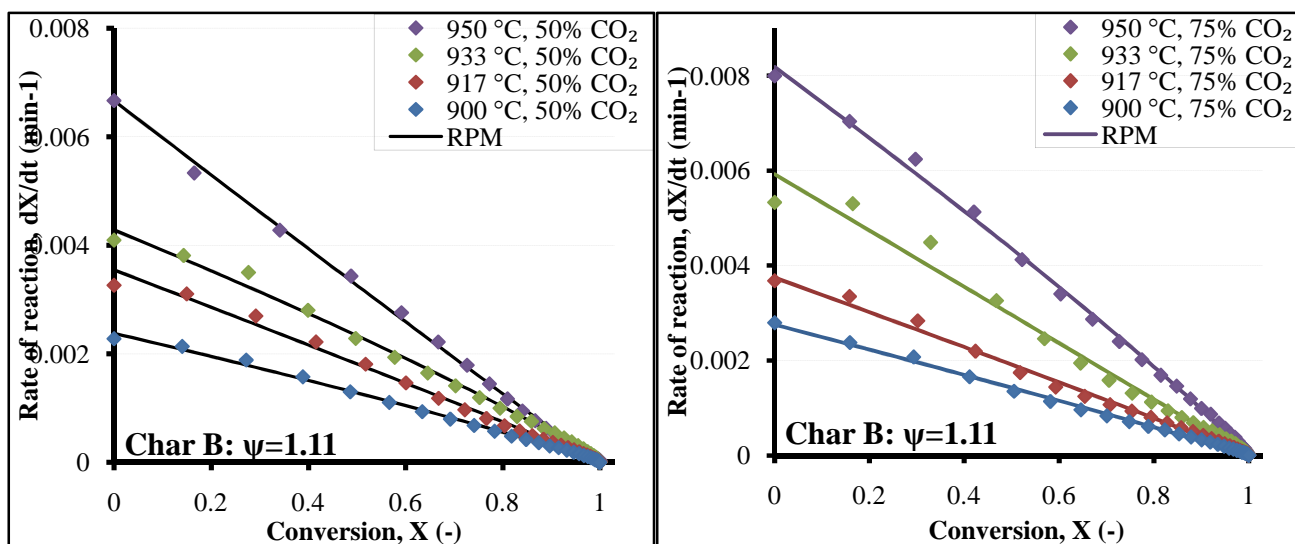 Rate of reaction, dX/dt (min-1)
0.008
0.006
0.004
0.002
0
950 °C, 50% CO₂
933 °C, 50% CO₂
917 °C, 50% CO₂
900 °C, 50% CO₂
RPM
Char B: ψ=1.11
0 0.2 0.4 0.6 0.8 1
Conversion, X (-)
Rate of reaction, dX/dt (min-1)
0.008
0.006
0.004
0.002
0
950 °C, 75% CO₂
933 °C, 75% CO₂
917 °C, 75% CO₂
900 °C, 75% CO₂
RPM
Char B: ψ=1.11
0 0.2 0.4 0.6 0.8 1
Conversion, X (-)